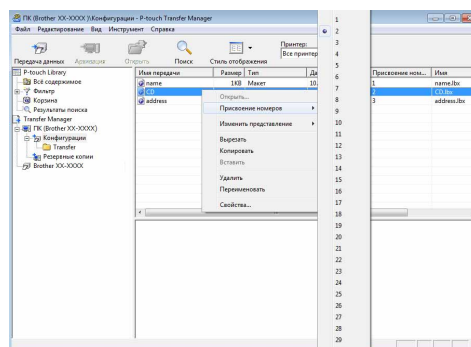 ПК (Brother XX-XXXX )\Конфигурации - P-touch Transfer Manager
Файл Редактирование Вид Инструмент Справка
Передача данных Архивация Открыть Поиск Стиль отображения
Принтер:
Все принтер
P-touch Library
Всё содержимое
Фильтр
Корзина
Результаты поиска
Transfer Manager
ПК (Brother XX-XXXX)
Конфигурации
Transfer
Резервные копии
Brother XX-XXXX
Имя передачи Размер Тип Да Присвоение ном... Имя
name 1KB Макет 10. 1 name.lbx
CD 2 CD.lbx
address 3 address.lbx
Открыть...
Присвоение номеров
Изменить представление
Вырезать
Копировать
Вставить
Удалить
Переименовать
Свойства...
1
2
3
4
5
6
7
8
9
10
11
12
13
14
15
16
17
18
19
20
21
22
23
24
25
26
27
28
29